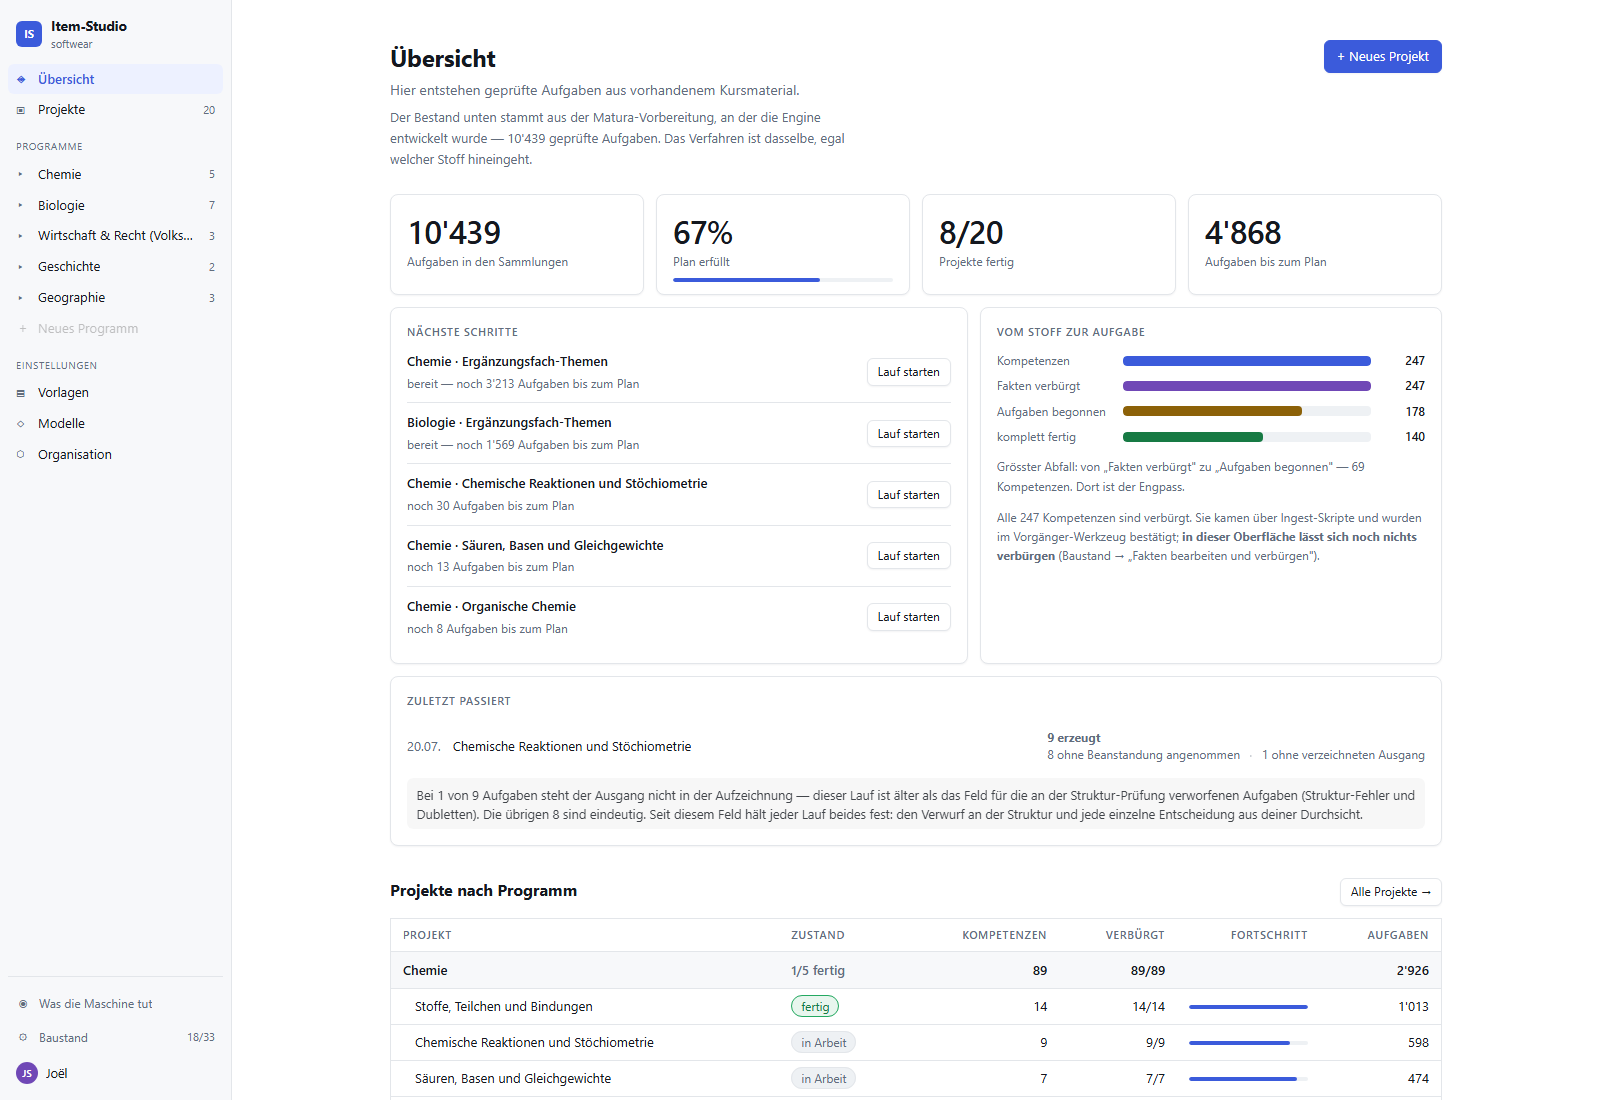 IS
Item-Studio
softwear
Übersicht
Projekte 20
PROGRAMME
Chemie 5
Biologie 7
Wirtschaft & Recht (Volks... 3
Geschichte 2
Geographie 3
+ Neues Programm
EINSTELLUNGEN
Vorlagen
Modelle
Organisation
Was die Maschine tut
Baustand 18/33
JS Joël
Übersicht
+ Neues Projekt
Hier entstehen geprüfte Aufgaben aus vorhandenem Kursmaterial.
Der Bestand unten stammt aus der Matura-Vorbereitung, an der die Engine
entwickelt wurde — 10'439 geprüfte Aufgaben. Das Verfahren ist dasselbe, egal
welcher Stoff hineingeht.
10'439
Aufgaben in den Sammlungen
67%
Plan erfüllt
8/20
Projekte fertig
4'868
Aufgaben bis zum Plan
NÄCHSTE SCHRITTE
Chemie · Ergänzungsfach-Themen
bereit — noch 3'213 Aufgaben bis zum Plan
Lauf starten
Biologie · Ergänzungsfach-Themen
bereit — noch 1'569 Aufgaben bis zum Plan
Lauf starten
Chemie · Chemische Reaktionen und Stöchiometrie
noch 30 Aufgaben bis zum Plan
Lauf starten
Chemie · Säuren, Basen und Gleichgewichte
noch 13 Aufgaben bis zum Plan
Lauf starten
Chemie · Organische Chemie
noch 8 Aufgaben bis zum Plan
Lauf starten
VOM STOFF ZUR AUFGABE
Kompetenzen 247
Fakten verbürgt 247
Aufgaben begonnen 178
komplett fertig 140
Grösster Abfall: von „Fakten verbürgt" zu „Aufgaben begonnen" — 69
Kompetenzen. Dort ist der Engpass.
Alle 247 Kompetenzen sind verbürgt. Sie kamen über Ingest-Skripte und wurden
im Vorgänger-Werkzeug bestätigt; in dieser Oberfläche lässt sich noch nichts
verbürgen (Baustand → „Fakten bearbeiten und verbürgen").
ZULETZT PASSIERT
20.07. Chemische Reaktionen und Stöchiometrie
9 erzeugt
8 ohne Beanstandung angenommen · 1 ohne verzeichneten Ausgang
Bei 1 von 9 Aufgaben steht der Ausgang nicht in der Aufzeichnung — dieser Lauf ist älter als das Feld für die an der Struktur-Prüfung verworfenen Aufgaben (Struktur-Fehler und
Dubletten). Die übrigen 8 sind eindeutig. Seit diesem Feld hält jeder Lauf beides fest: den Verwurf an der Struktur und jede einzelne Entscheidung aus deiner Durchsicht.
Projekte nach Programm
Alle Projekte →
PROJEKT ZUSTAND KOMPETENZEN VERBÜRGT FORTSCHRITT AUFGABEN
Chemie 1/5 fertig 89 89/89 2'926
Stoffe, Teilchen und Bindungen fertig 14 14/14 1'013
Chemische Reaktionen und Stöchiometrie in Arbeit 9 9/9 598
Säuren, Basen und Gleichgewichte in Arbeit 7 7/7 474